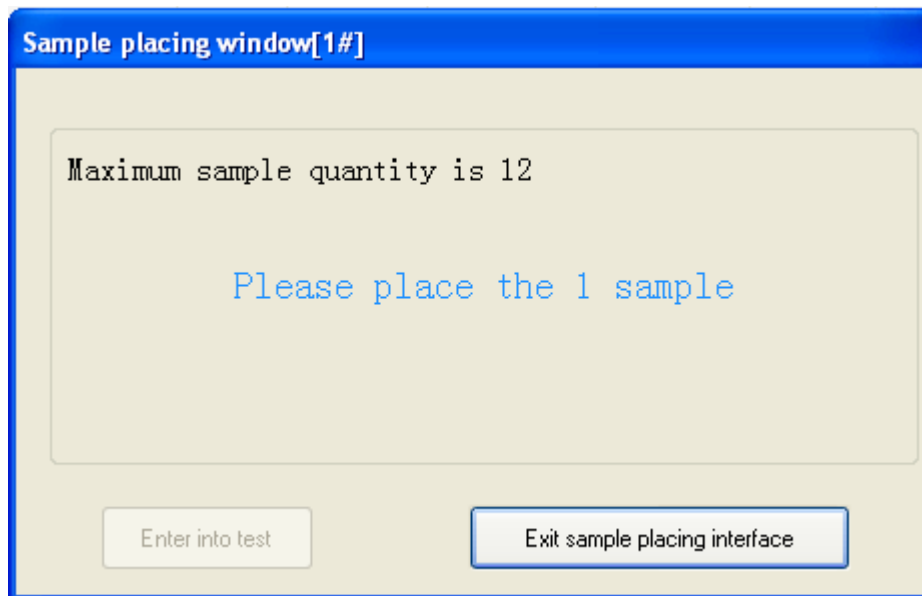 Sample placing window[1#]
Maximum sample quantity is 12
Please place the 1 sample
Enter into test
Exit sample placing interface